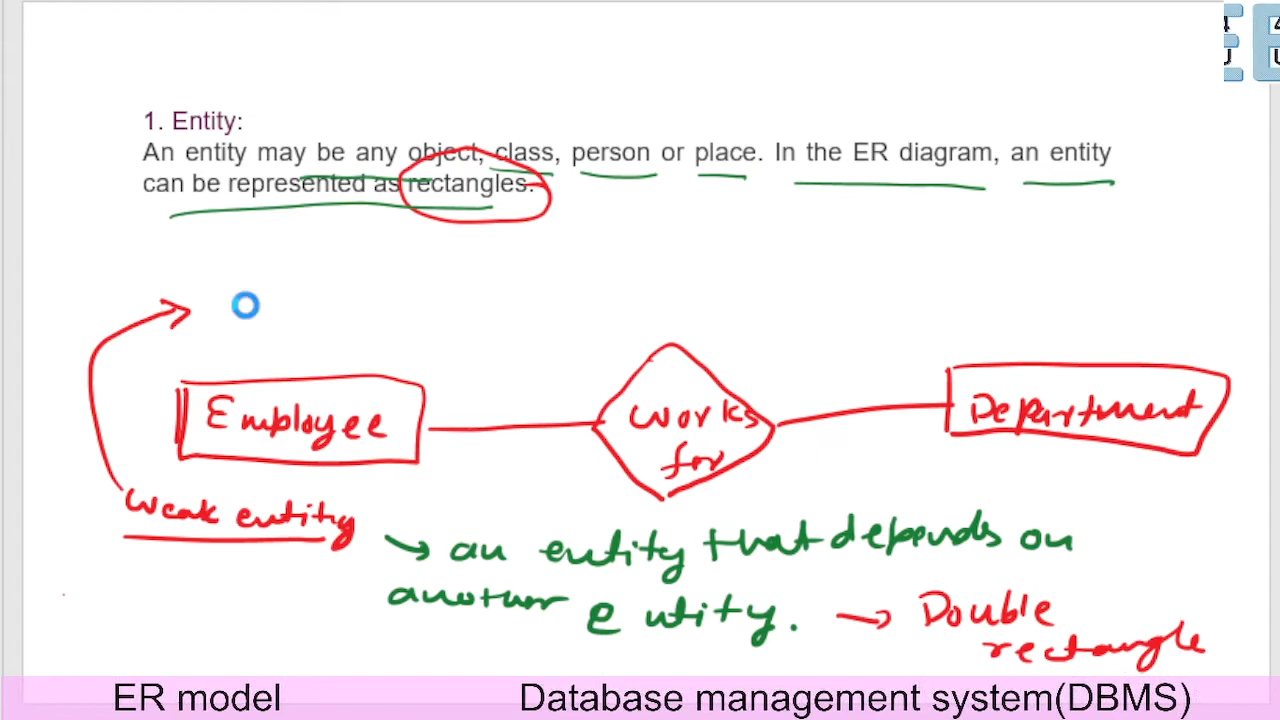 1. Entity:
An entity may be any object, class, person or place. In the ER diagram, an entity
can be represented as rectangles.
Employee
works
for
Department
weak entity
an entity that depends on
another entity.
Double
rectangle
ER model
Database management system(DBMS)